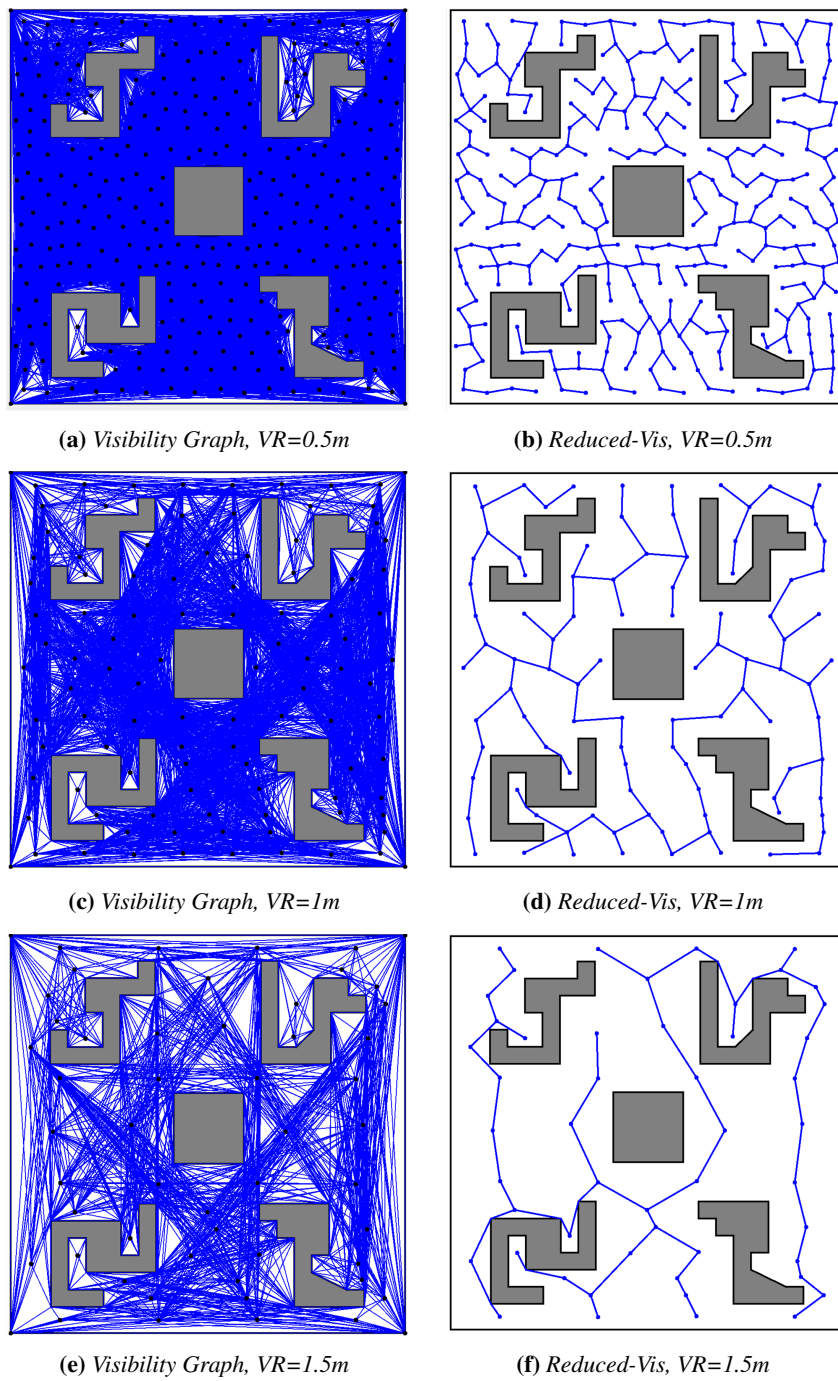 (a) Visibility Graph, VR=0.5m
(b) Reduced-Vis, VR=0.5m
(c) Visibility Graph, VR=1m
(d) Reduced-Vis, VR=1m
(e) Visibility Graph, VR=1.5m
(f) Reduced-Vis, VR=1.5m